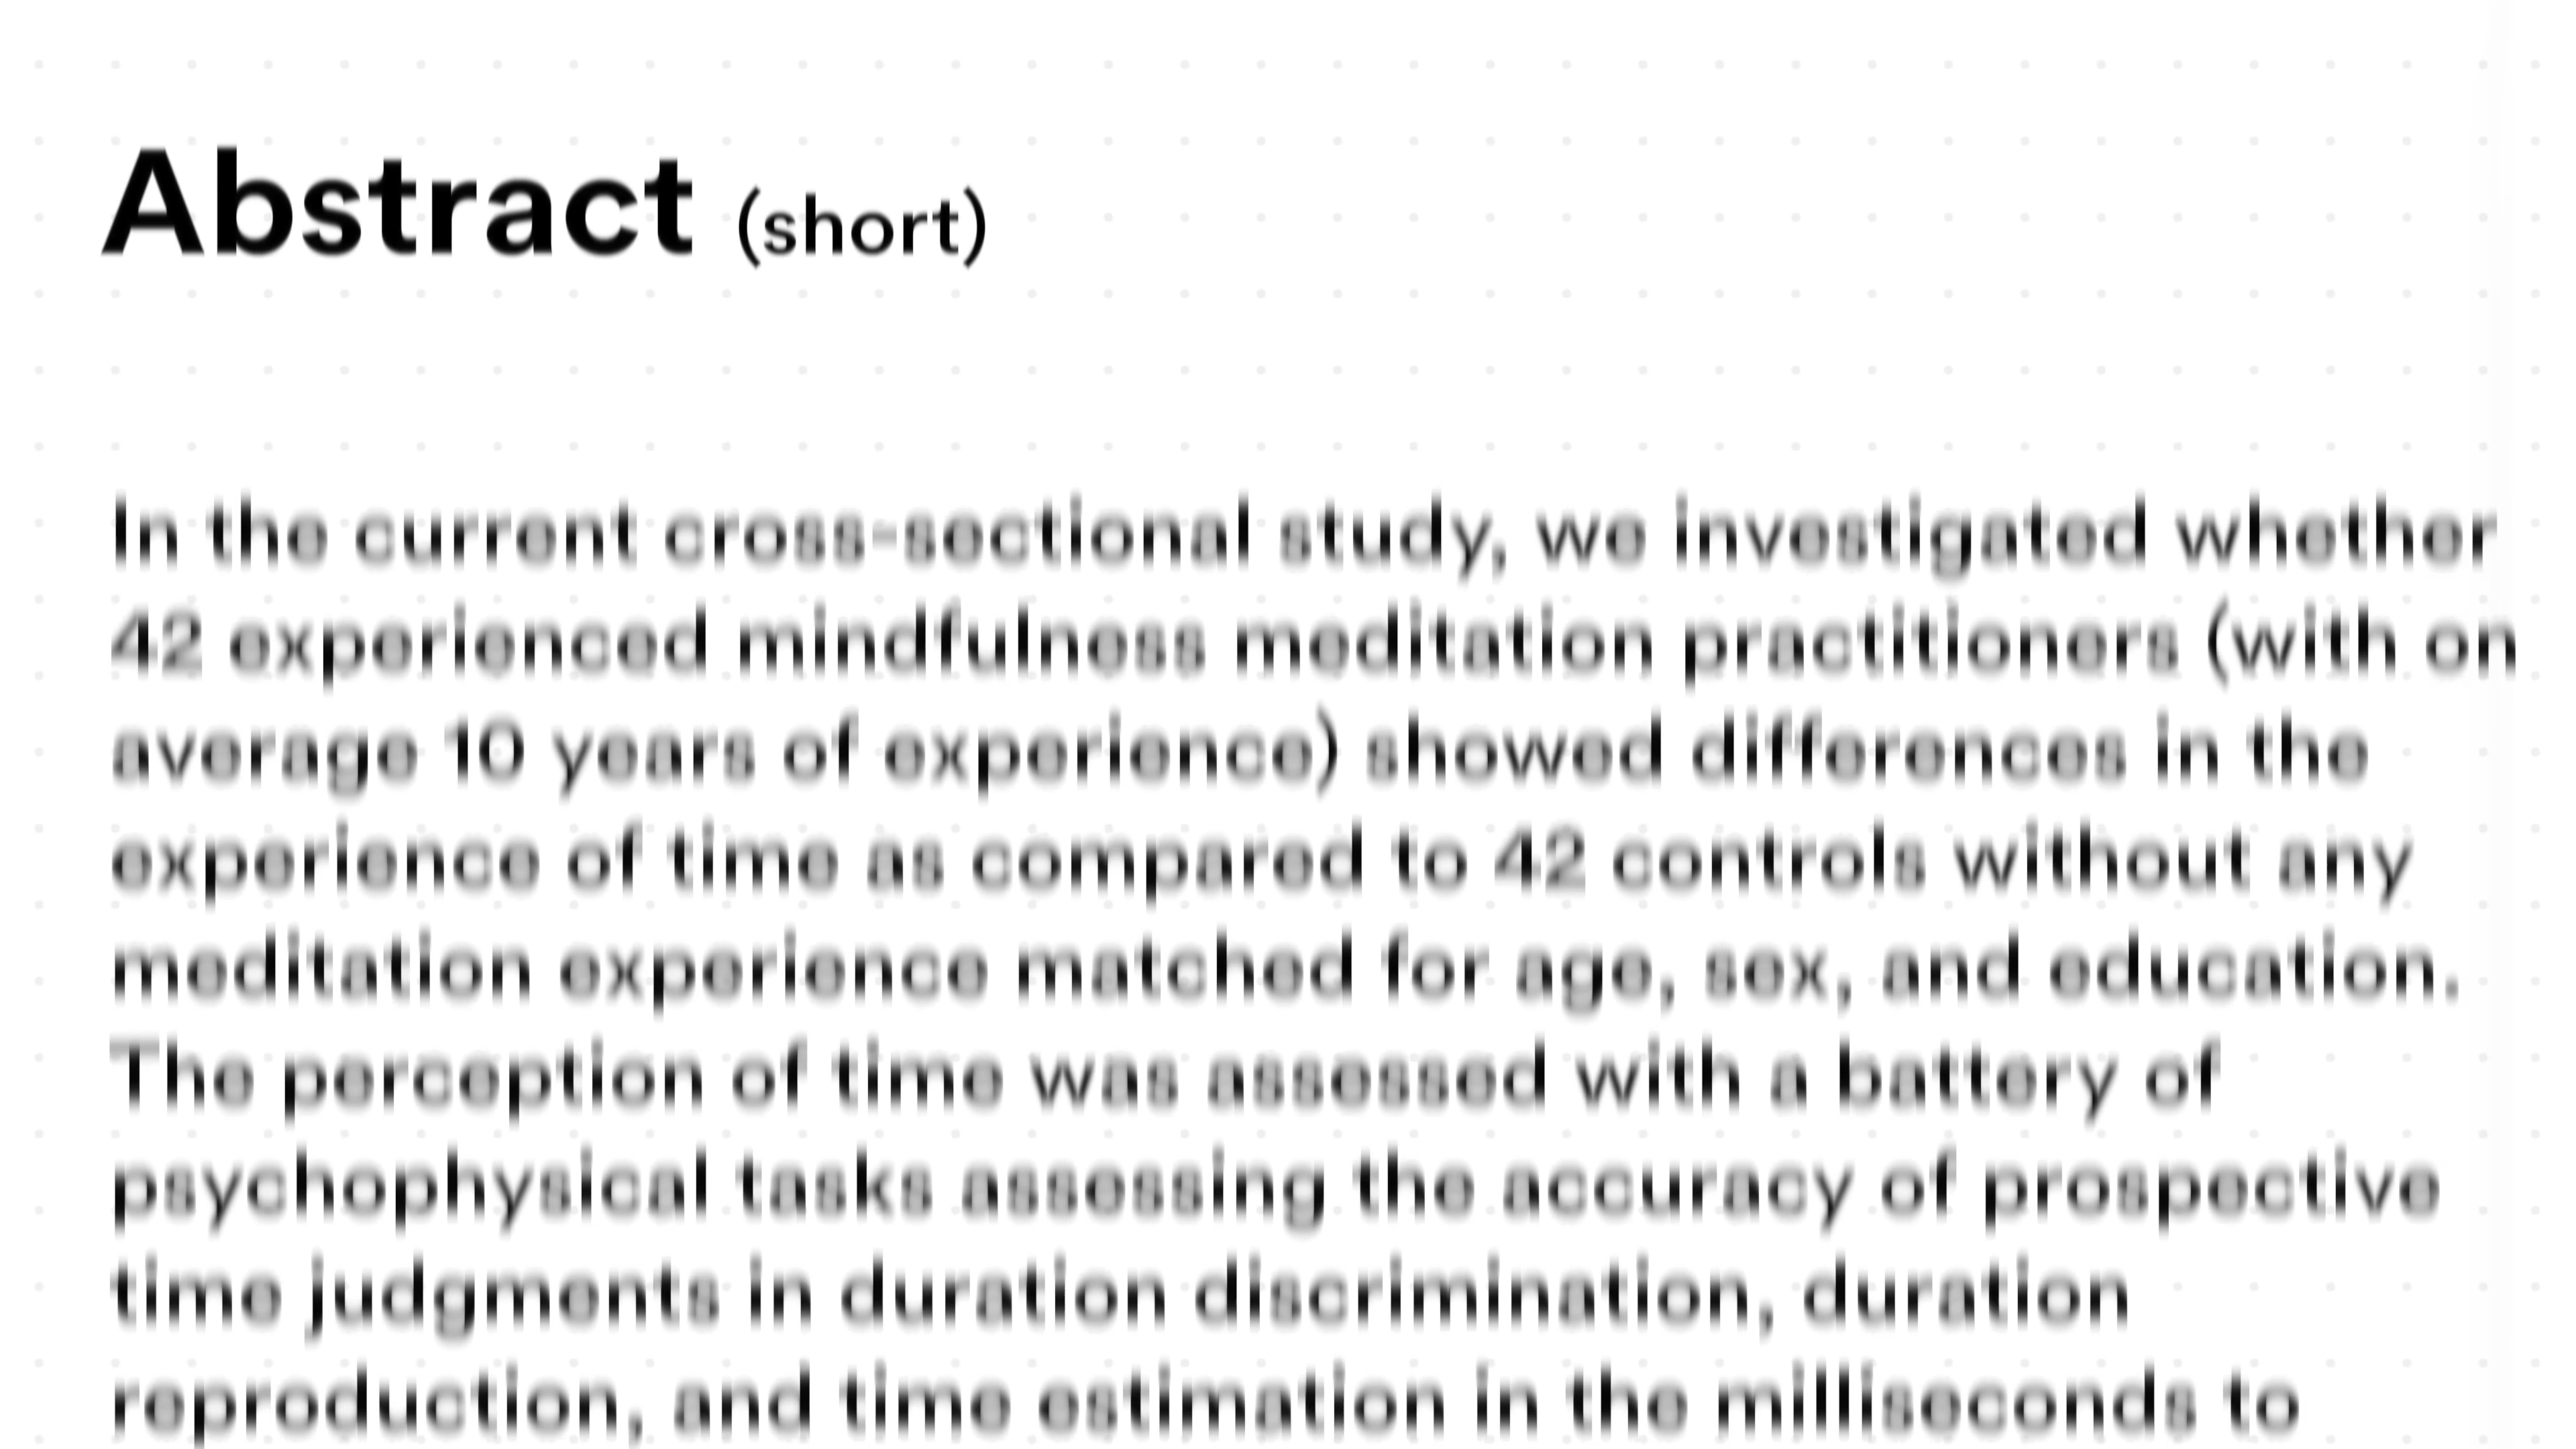 Abstract (short)
In the current cross-sectional study, we investigated whether
42 experienced mindfulness meditation practitioners (with on
average 10 years of experience) showed differences in the
experience of time as compared to 42 controls without any
meditation experience matched for age, sex, and education.
The perception of time was assessed with a battery of
psychophysical tasks assessing the accuracy of prospective
time judgments in duration discrimination, duration
reproduction, and time estimation in the milliseconds to